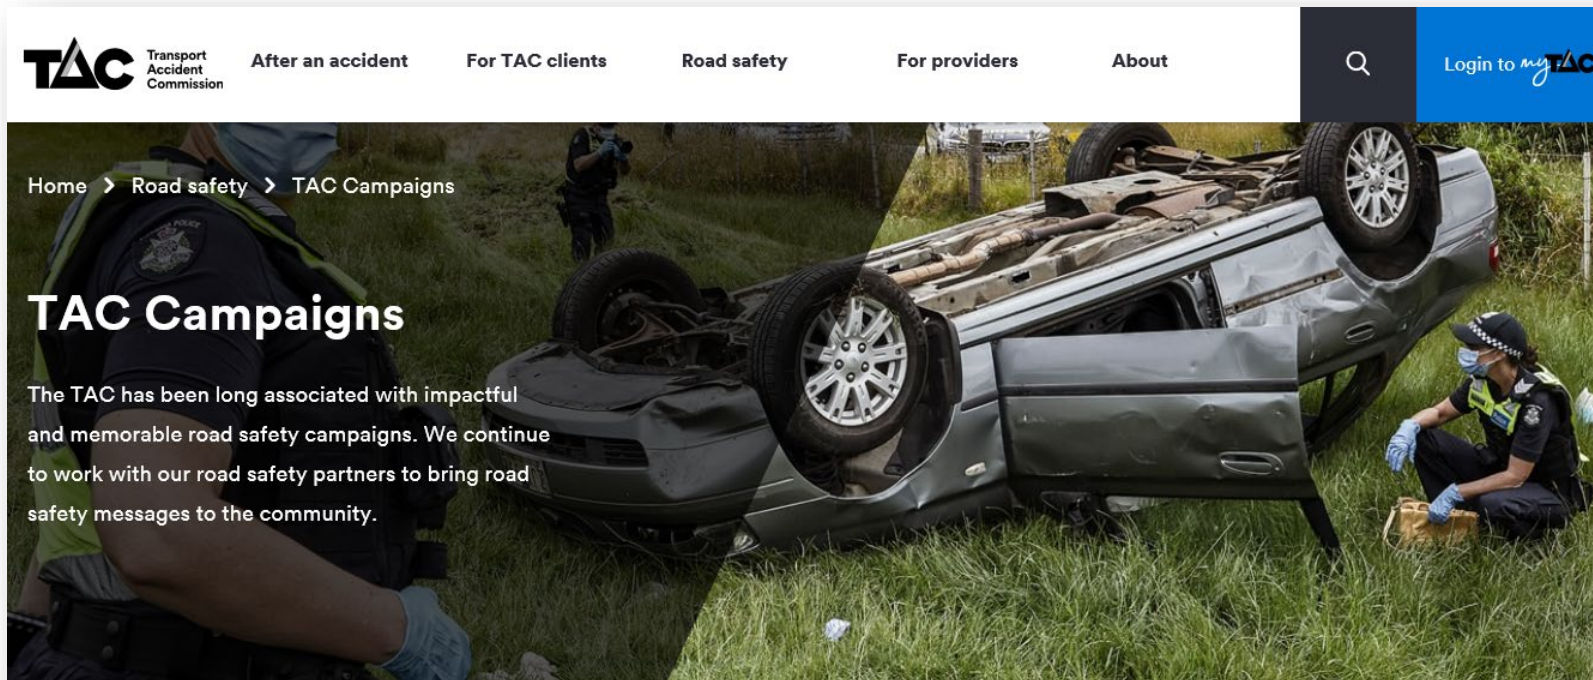 TAC
Transport
Accident
Commission
After an accident
For TAC clients
Road safety
For providers
About
Login to myTAC
Home > Road safety > TAC Campaigns
POLICE
TAC Campaigns
The TAC has been long associated with impactful
and memorable road safety campaigns. We continue
to work with our road safety partners to bring road
safety messages to the community.